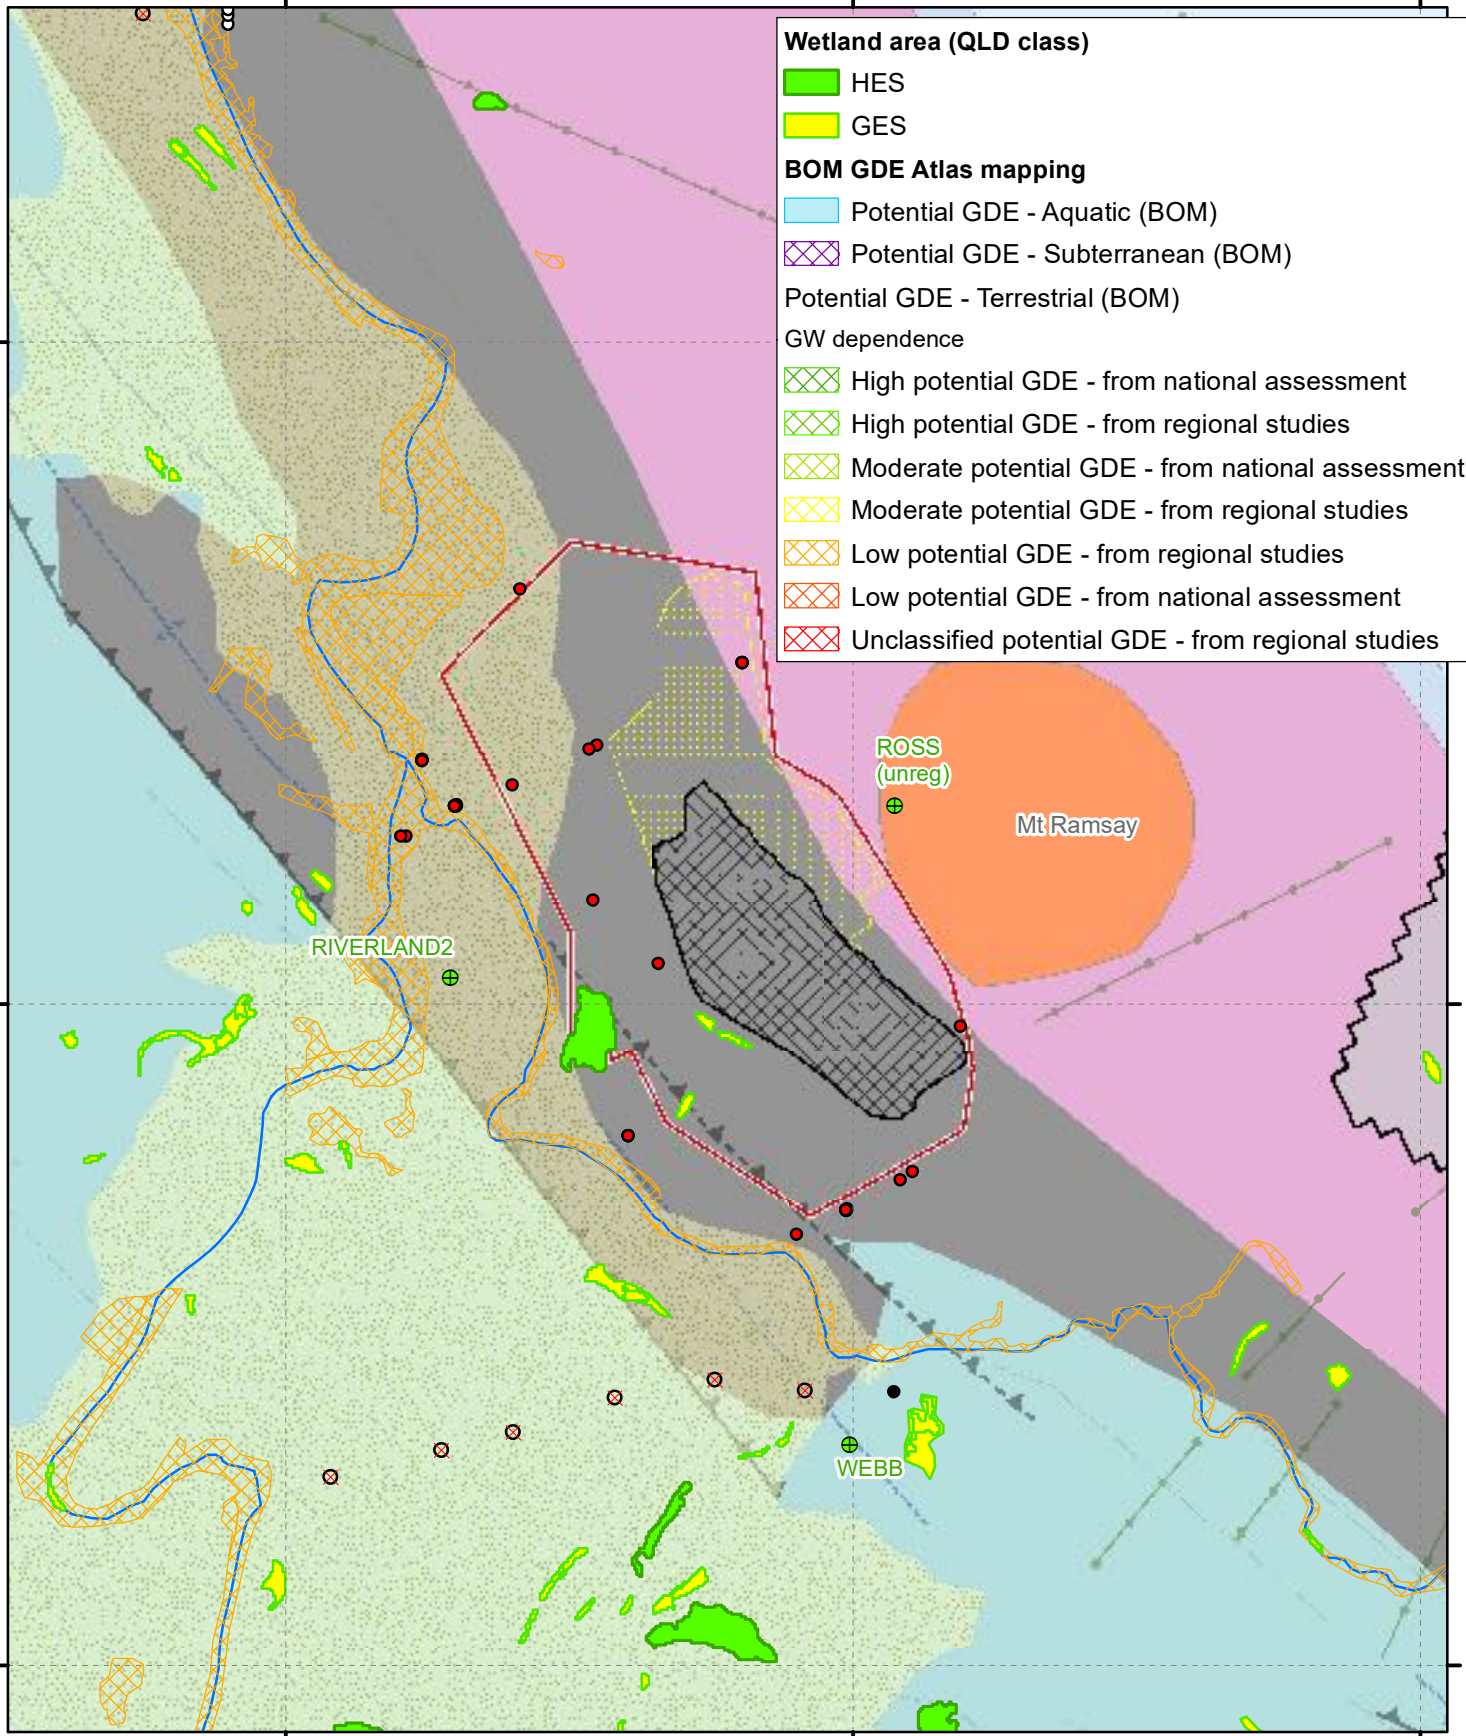 Wetland area (QLD class)
HES
GES
BOM GDE Atlas mapping
Potential GDE - Aquatic (BOM)
Potential GDE - Subterranean (BOM)
Potential GDE - Terrestrial (BOM)
GW dependence
High potential GDE - from national assessment
High potential GDE - from regional studies
Moderate potential GDE - from national assessment
Moderate potential GDE - from regional studies
Low potential GDE - from regional studies
Low potential GDE - from national assessment
Unclassified potential GDE - from regional studies
ROSS
(unreg)
Mt Ramsay
RIVERLAND2
WEBB